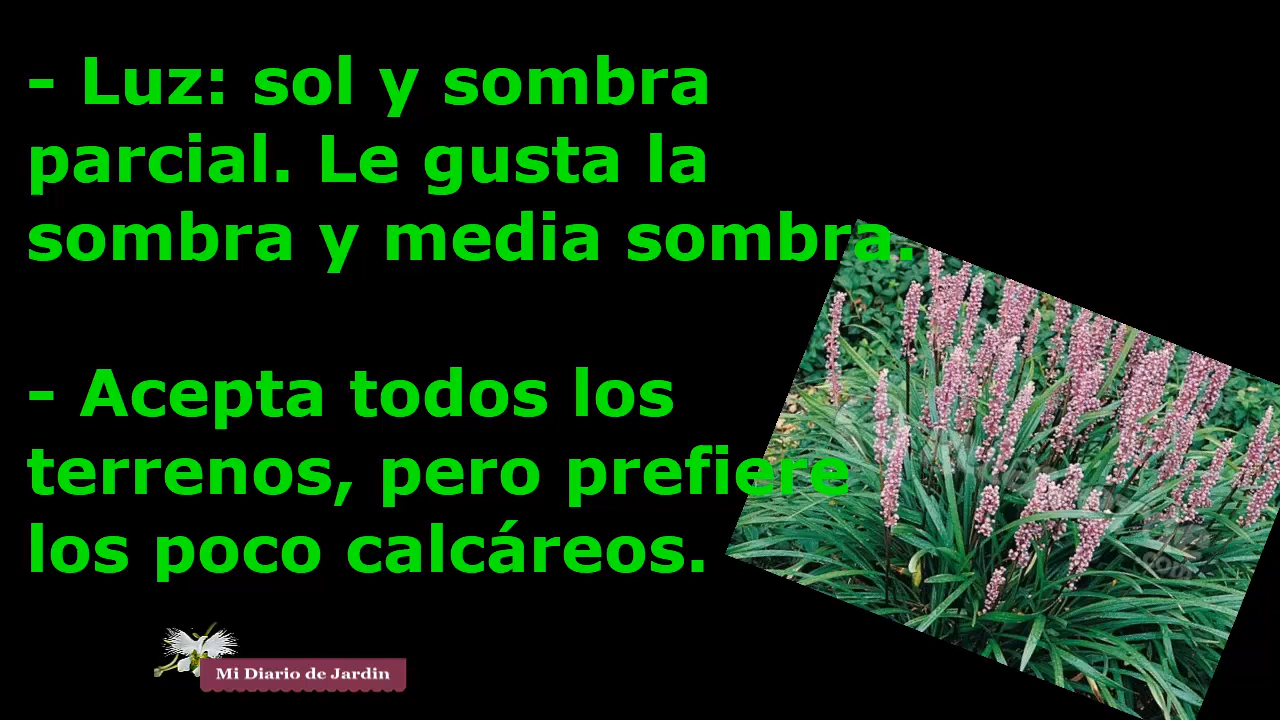 - Luz: sol y sombra
parcial. Le gusta la
sombra y media sombra.
- Acepta todos los
terrenos, pero prefiere
los poco calcáreos.
Mi Diario de Jardin